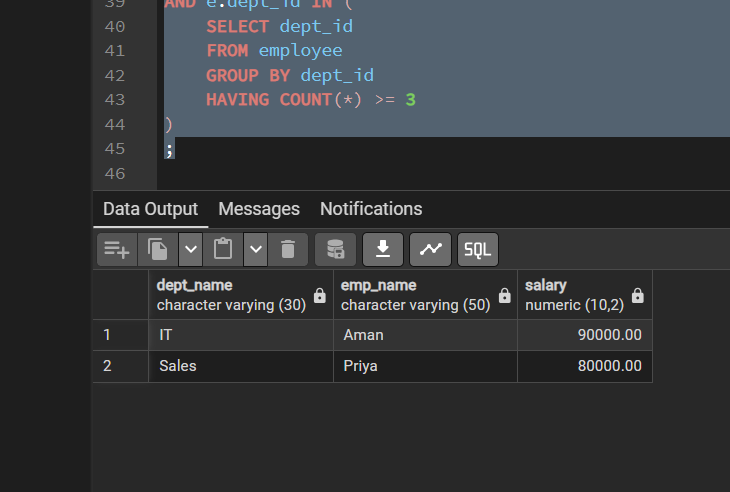 39 AND e.dept_id IN (
40 SELECT dept_id
41 FROM employee
42 GROUP BY dept_id
43 HAVING COUNT(*) >= 3
44 )
45 ;
46
Data Output Messages Notifications
SQL
dept_name emp_name salary
character varying (30) character varying (50) numeric (10,2)
1 IT Aman 90000.00
2 Sales Priya 80000.00